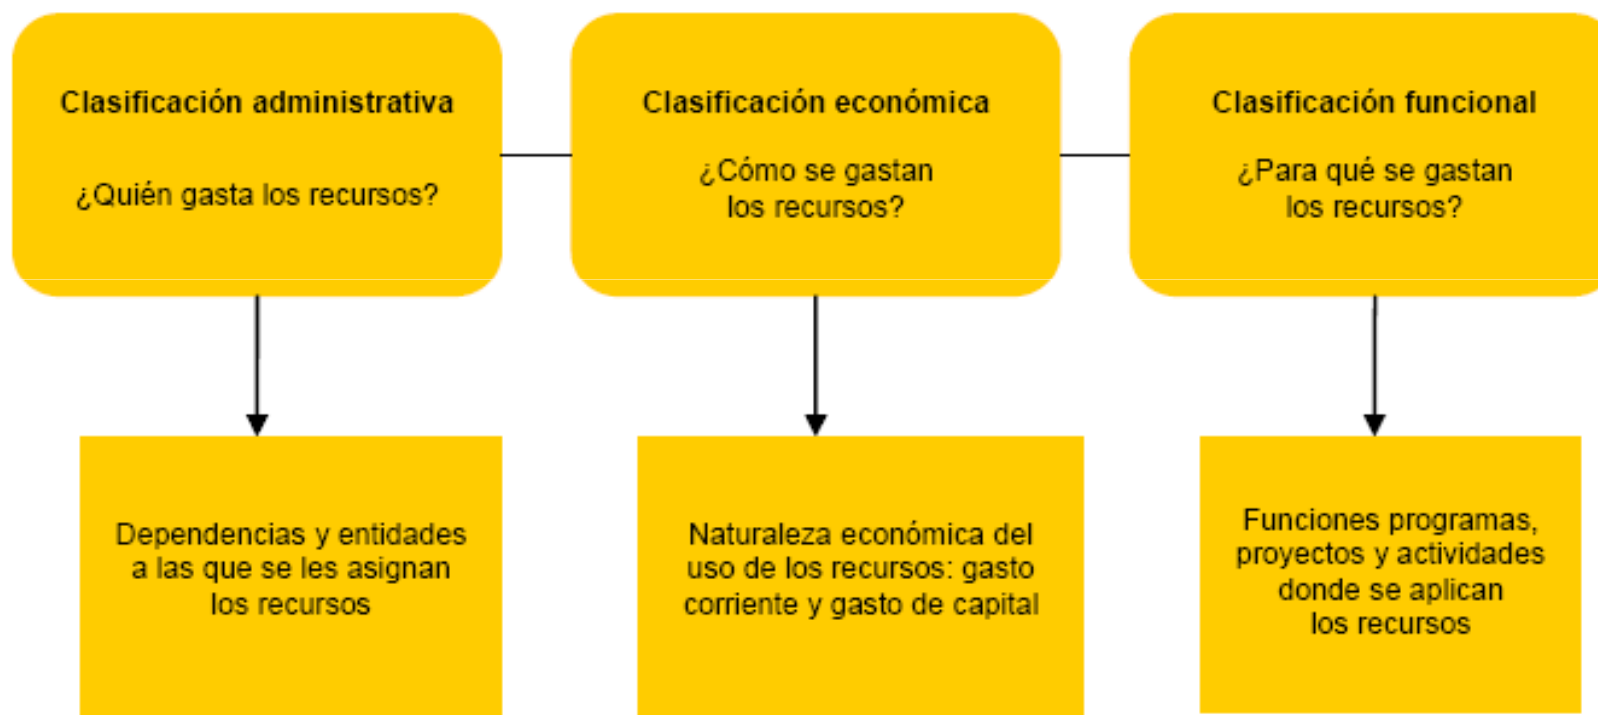 Clasificación administrativa
¿Quién gasta los recursos?
Clasificación económica
¿Cómo se gastan
los recursos?
Clasificación funcional
¿Para qué se gastan
los recursos?
Dependencias y entidades
a las que se les asignan
los recursos
Naturaleza económica del
uso de los recursos: gasto
corriente y gasto de capital
Funciones programas,
proyectos y actividades
donde se aplican
los recursos